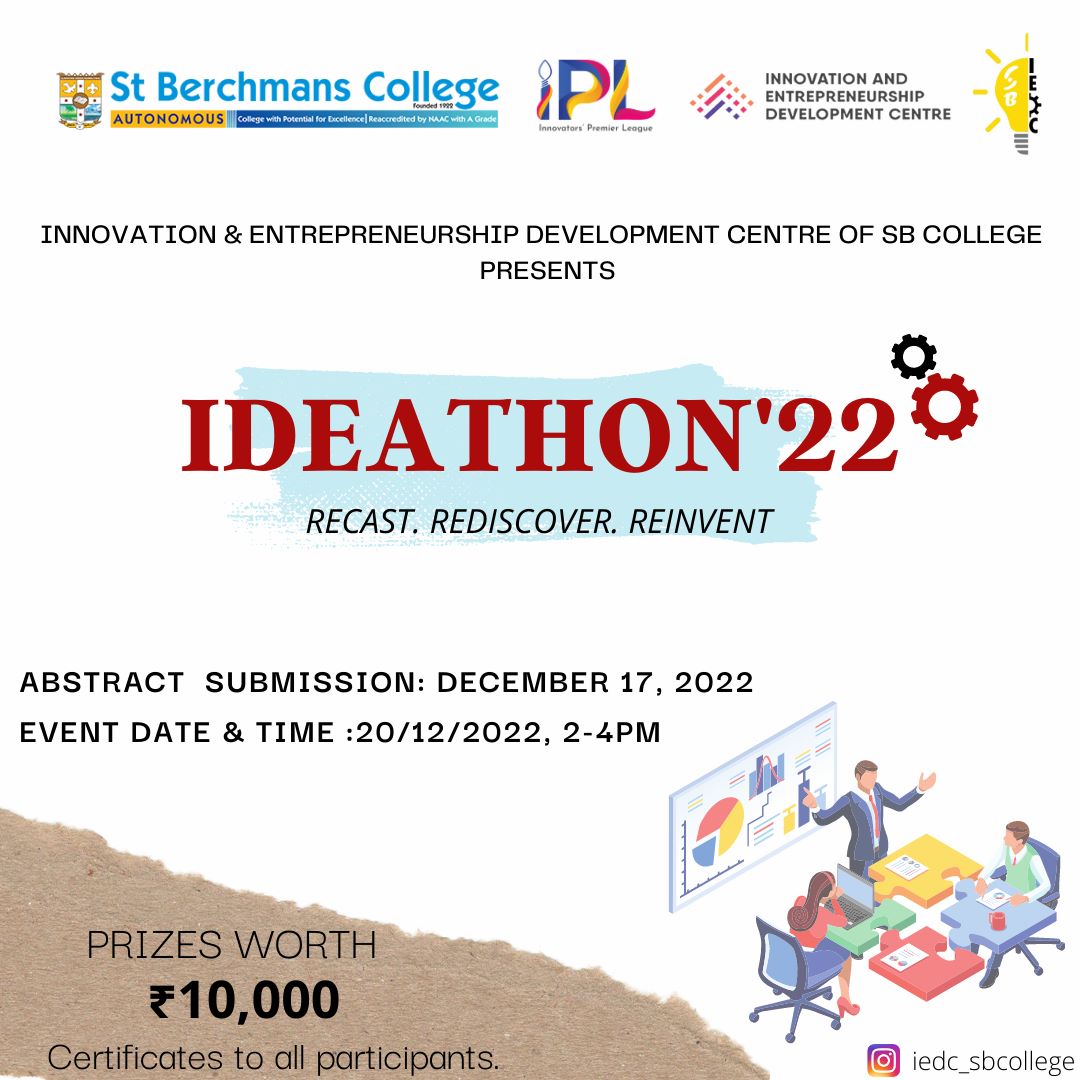 St Berchmans College
Founded 1922
AUTONOMOUS College with Potential for Excellence| Reaccredited by NAAC with A Grade
iPL
Innovators' Premier League
INNOVATION AND
ENTREPRENEURSHIP
DEVELOPMENT CENTRE
SB
IEDC
INNOVATION & ENTREPRENEURSHIP DEVELOPMENT CENTRE OF SB COLLEGE
PRESENTS
IDEATHON'22
RECAST. REDISCOVER. REINVENT
ABSTRACT SUBMISSION: DECEMBER 17, 2022
EVENT DATE & TIME :20/12/2022, 2-4PM
PRIZES WORTH
₹10,000
Certificates to all participants.
iedc_sbcollege